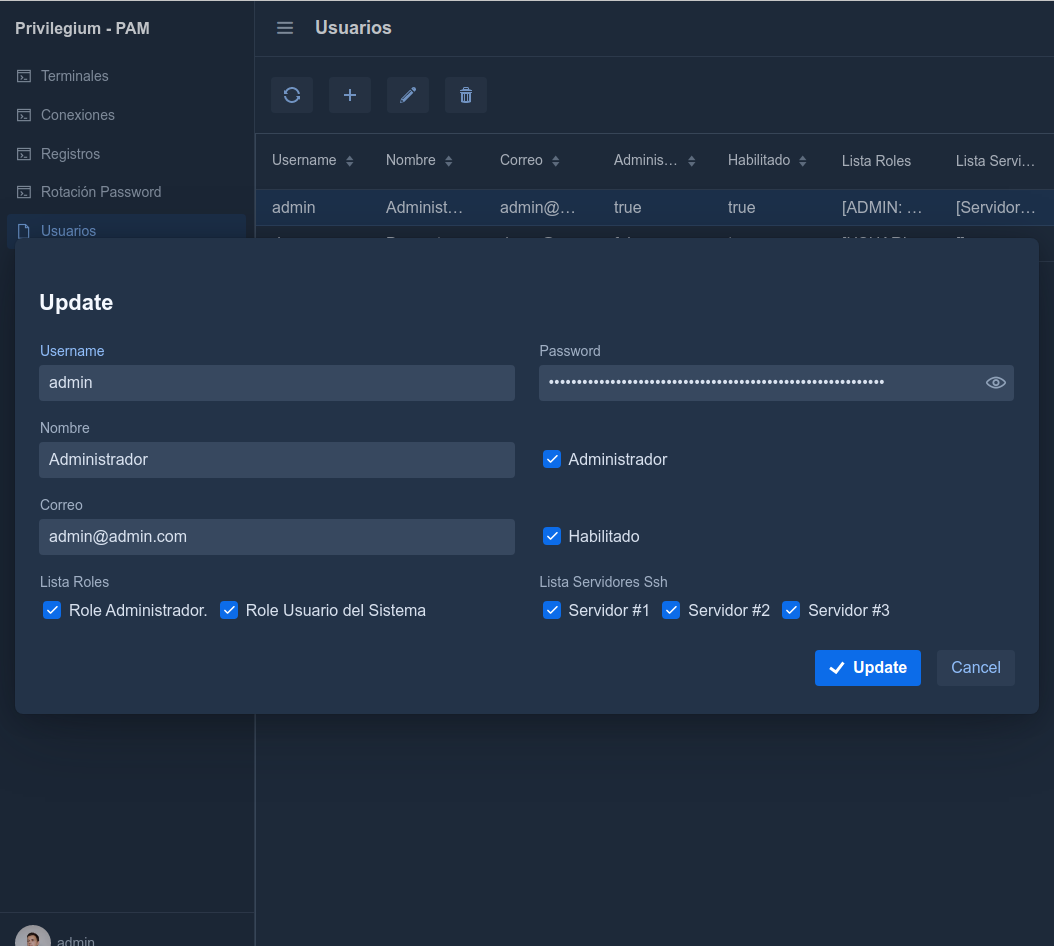 Privilegium - PAM
Usuarios
Terminales
Conexiones
Registros
Rotación Password
Usuarios
Username Nombre Correo Adminis... Habilitado Lista Roles Lista Servi...
admin Administ... admin@... true true [ADMIN: ... [Servidor...
Update
Username Password
admin ••••••••••••••••••••••••••••••••••••••••••••••••••••••••••••
Nombre
Administrador Administrador
Correo
admin@admin.com Habilitado
Lista Roles Lista Servidores Ssh
Role Administrador. Role Usuario del Sistema Servidor #1 Servidor #2 Servidor #3
Update Cancel
admin